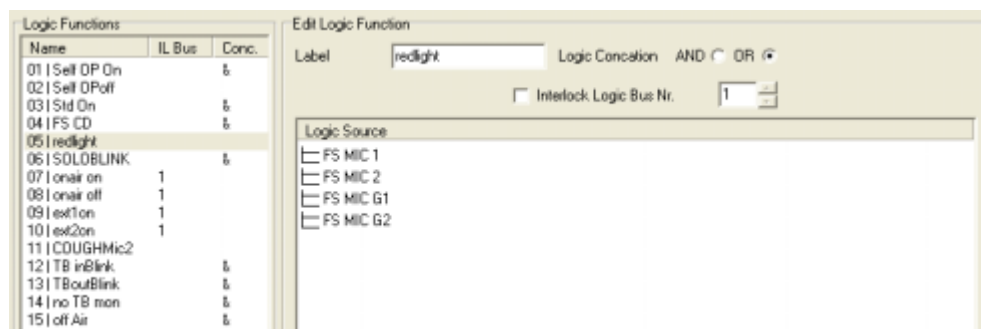 Logic Functions
Name IL Bus Conc.
01 | Self OP On &
02 | Self OPoff
03 | Std On &
04 | FS CD &
05 | redlight
06 | SOLOBLINK &
07 | onair on 1
08 | onair off 1
09 | ext1on 1
10 | ext2on 1
11 | COUGHMic2
12 | TB inBlink &
13 | TBoutBlink &
14 | no TB mon &
15 | off Air &
Edit Logic Function
Label redlight Logic Concation AND OR
Interlock Logic Bus Nr. 1
Logic Source
FS MIC 1
FS MIC 2
FS MIC G1
FS MIC G2